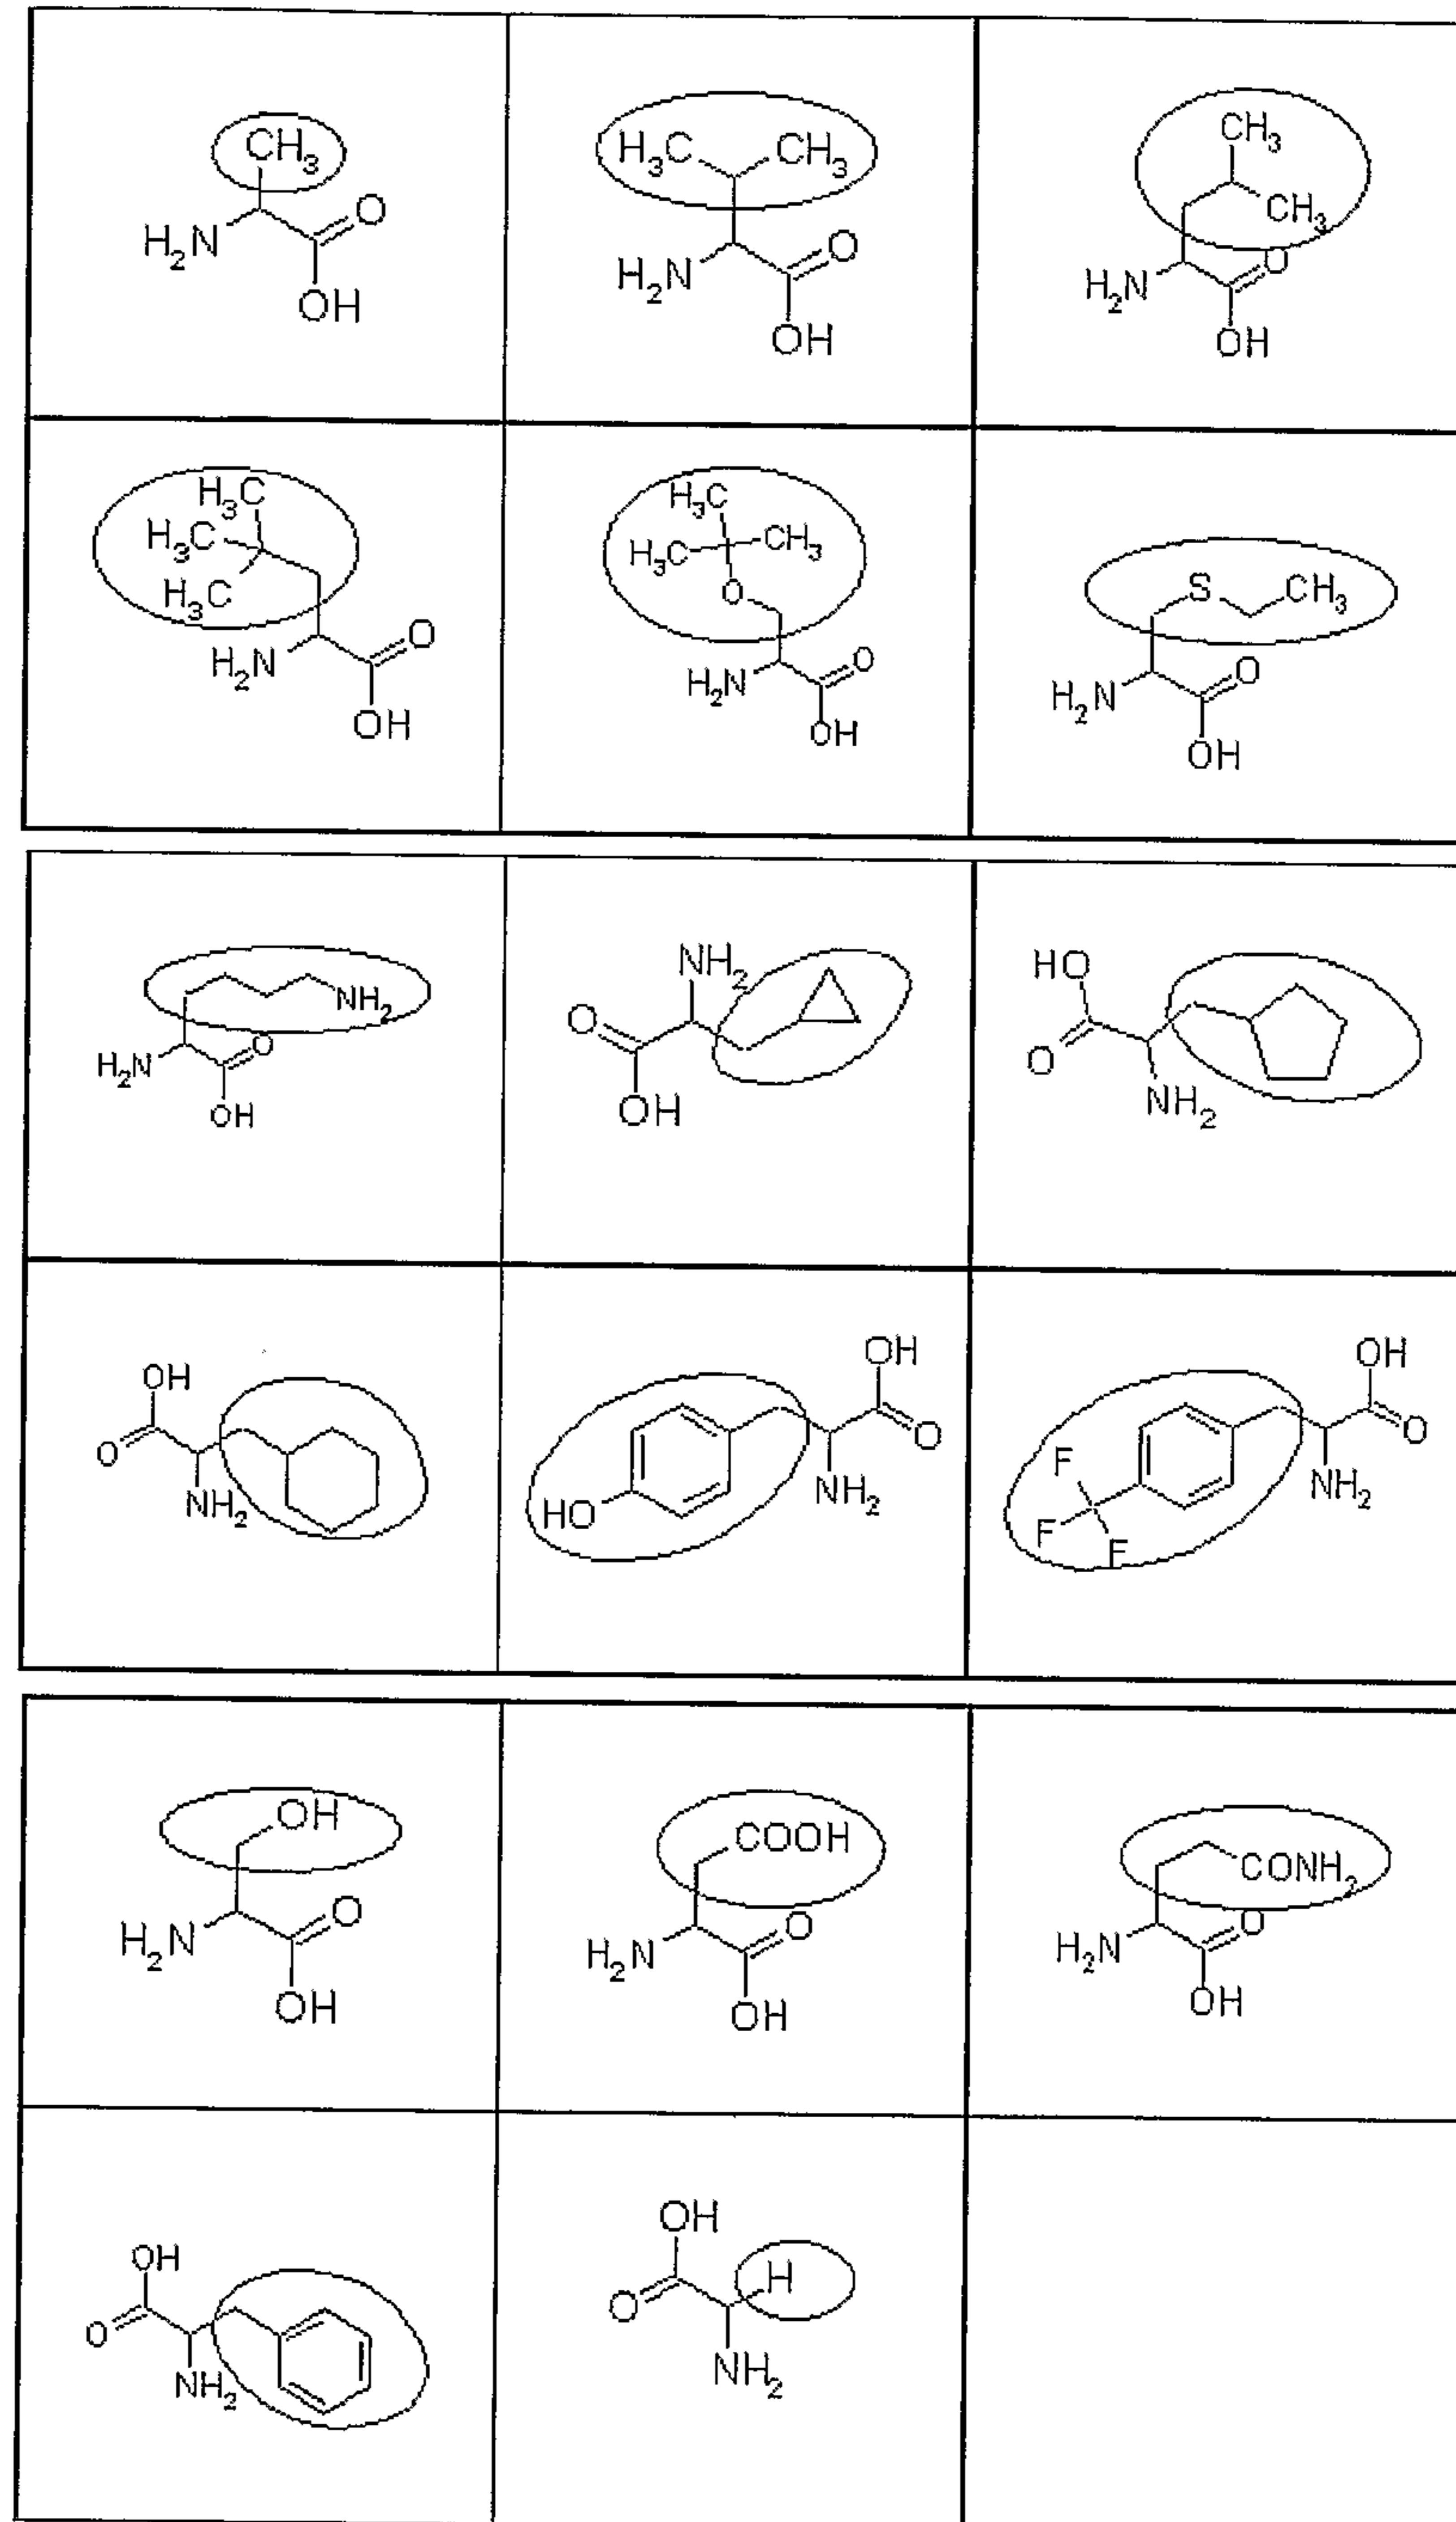 CH₃
O
H₂N
OH
H₃C CH₃
O
H₂N
OH
CH₃
CH₃
O
H₂N
OH
H₃C
H₃C
H₃C
O
H₂N
OH
H₃C
H₃C CH₃
O
O
H₂N
OH
S CH₃
O
H₂N
OH
NH₂
O
H₂N
OH
NH₂
O
OH
HO
O
NH₂
OH
O
NH₂
OH
O
HO NH₂
OH
O
F
NH₂
F
F
OH
O
H₂N
OH
COOH
O
H₂N
OH
CONH₂
O
H₂N
OH
OH
O
NH₂
OH
H
O
NH₂